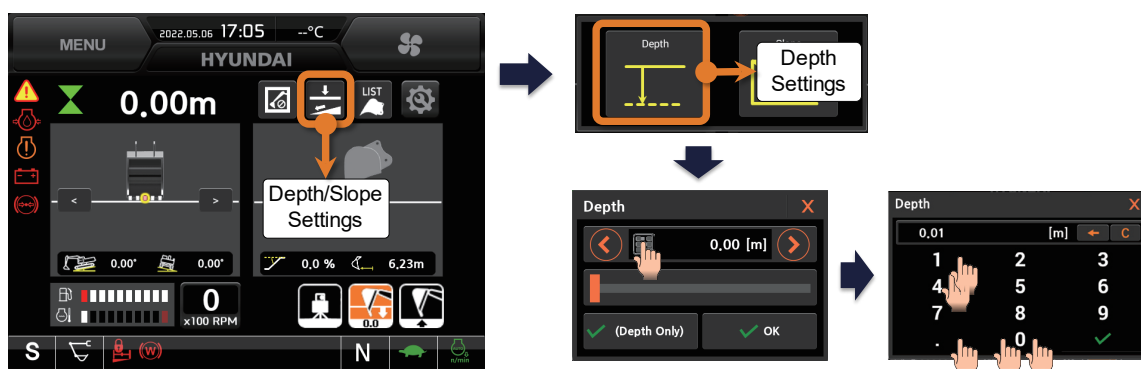 MENU
2022.05.06 17:05 --°C
HYUNDAI
0.00m
LIST
<
>
0
Depth/Slope
Settings
0.00°
0.00°
0,0 %
6,23m
0
x100 RPM
0.0
S
(W)
N
n/min
Depth
Depth
Settings
Depth
X
0,00 [m]
(Depth Only)
OK
Depth
X
0,01 [m] C
1 2 3
4 5 6
7 8 9
. 0